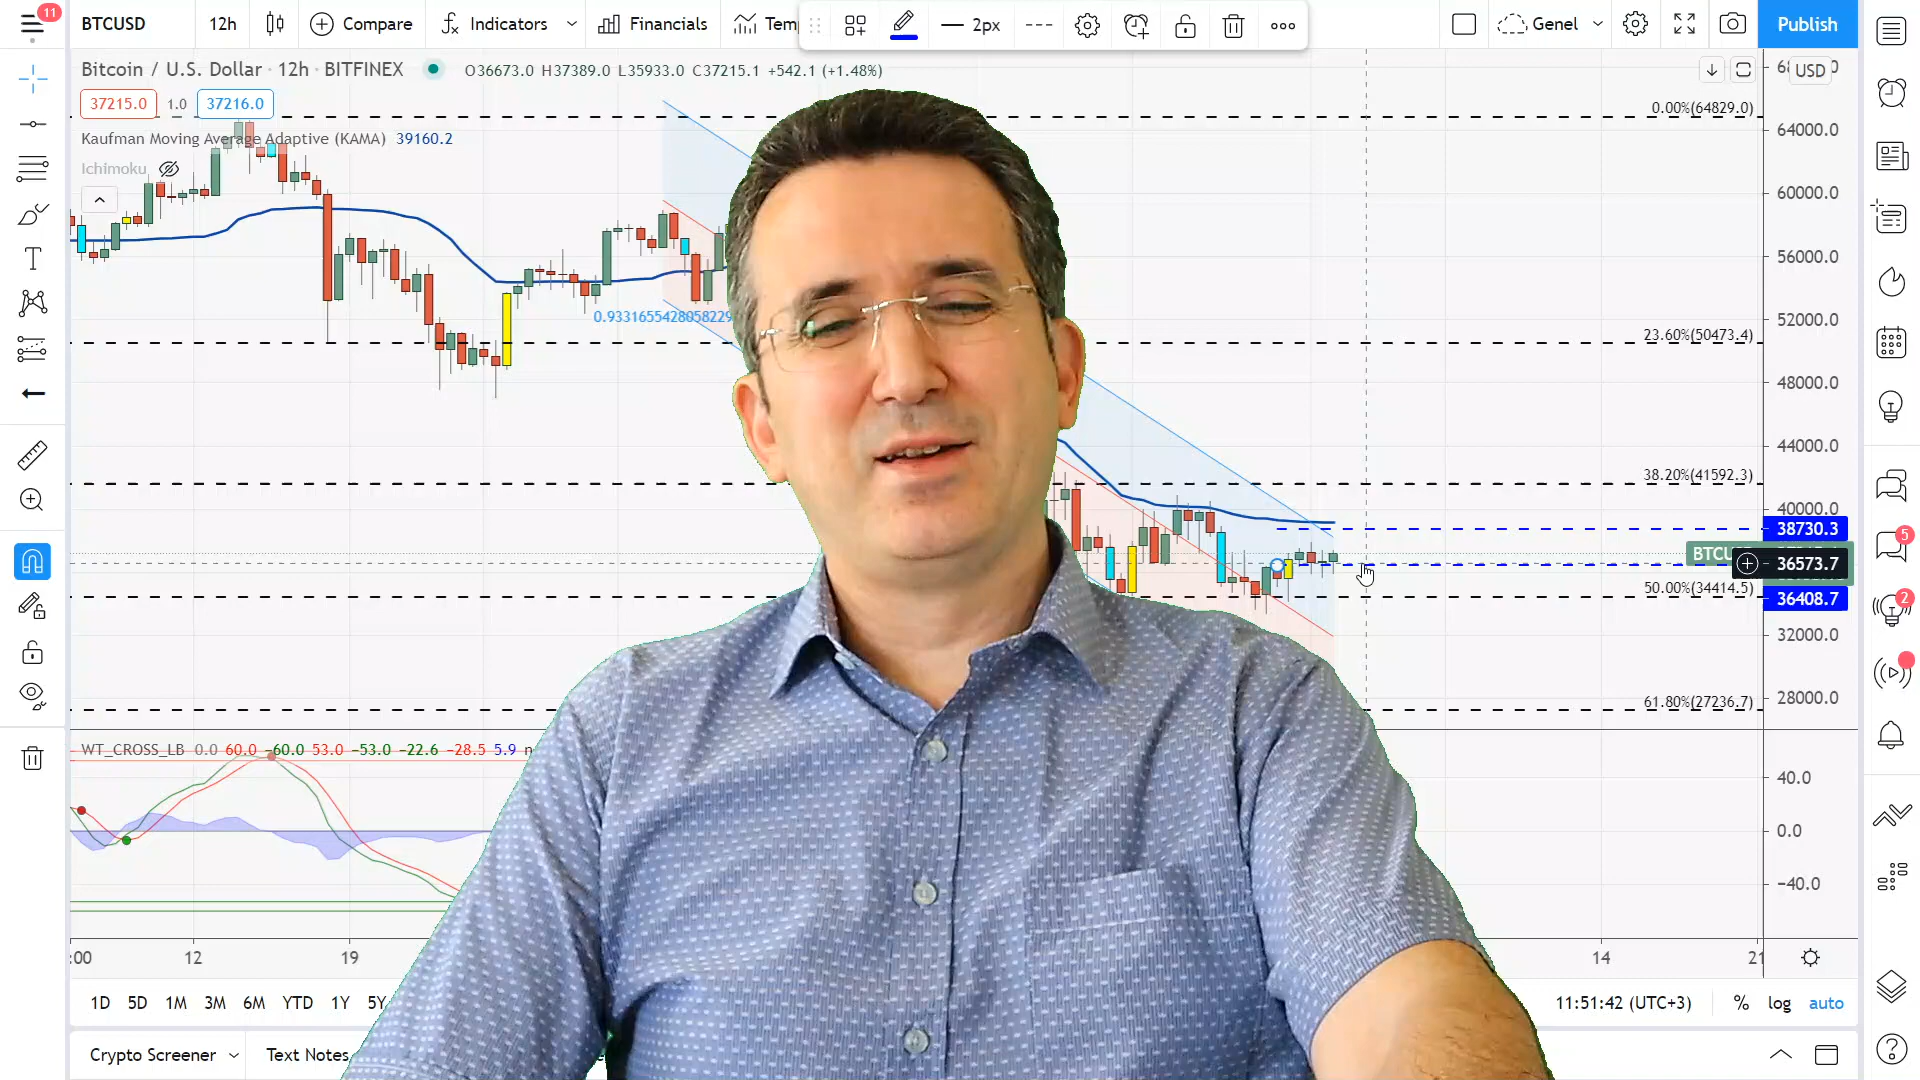 11
BTCUSD 12h Compare Indicators Financials Temp 2px Genel Publish
Bitcoin / U.S. Dollar · 12h · BITFINEX O36673.0 H37389.0 L35933.0 C37215.1 +542.1 (+1.48%)
USD
37215.0 1.0 37216.0
0.00%(64829.0)
Kaufman Moving Average Adaptive (KAMA) 39160.2
64000.0
Ichimoku
60000.0
56000.0
0.9331655428058229
52000.0
23.60%(50473.4)
48000.0
44000.0
38.20%(41592.3)
40000.0
38730.3
5
BTCU
36573.7
50.00%(34414.5)
36408.7
2
32000.0
61.80%(27236.7)
28000.0
WT_CROSS_LB 0.0 60.0 -60.0 53.0 -53.0 -22.6 -28.5 5.9 n
40.0
0.0
-40.0
:00 12 19 14 21
1D 5D 1M 3M 6M YTD 1Y 5Y 11:51:42 (UTC+3) % log auto
Crypto Screener Text Notes